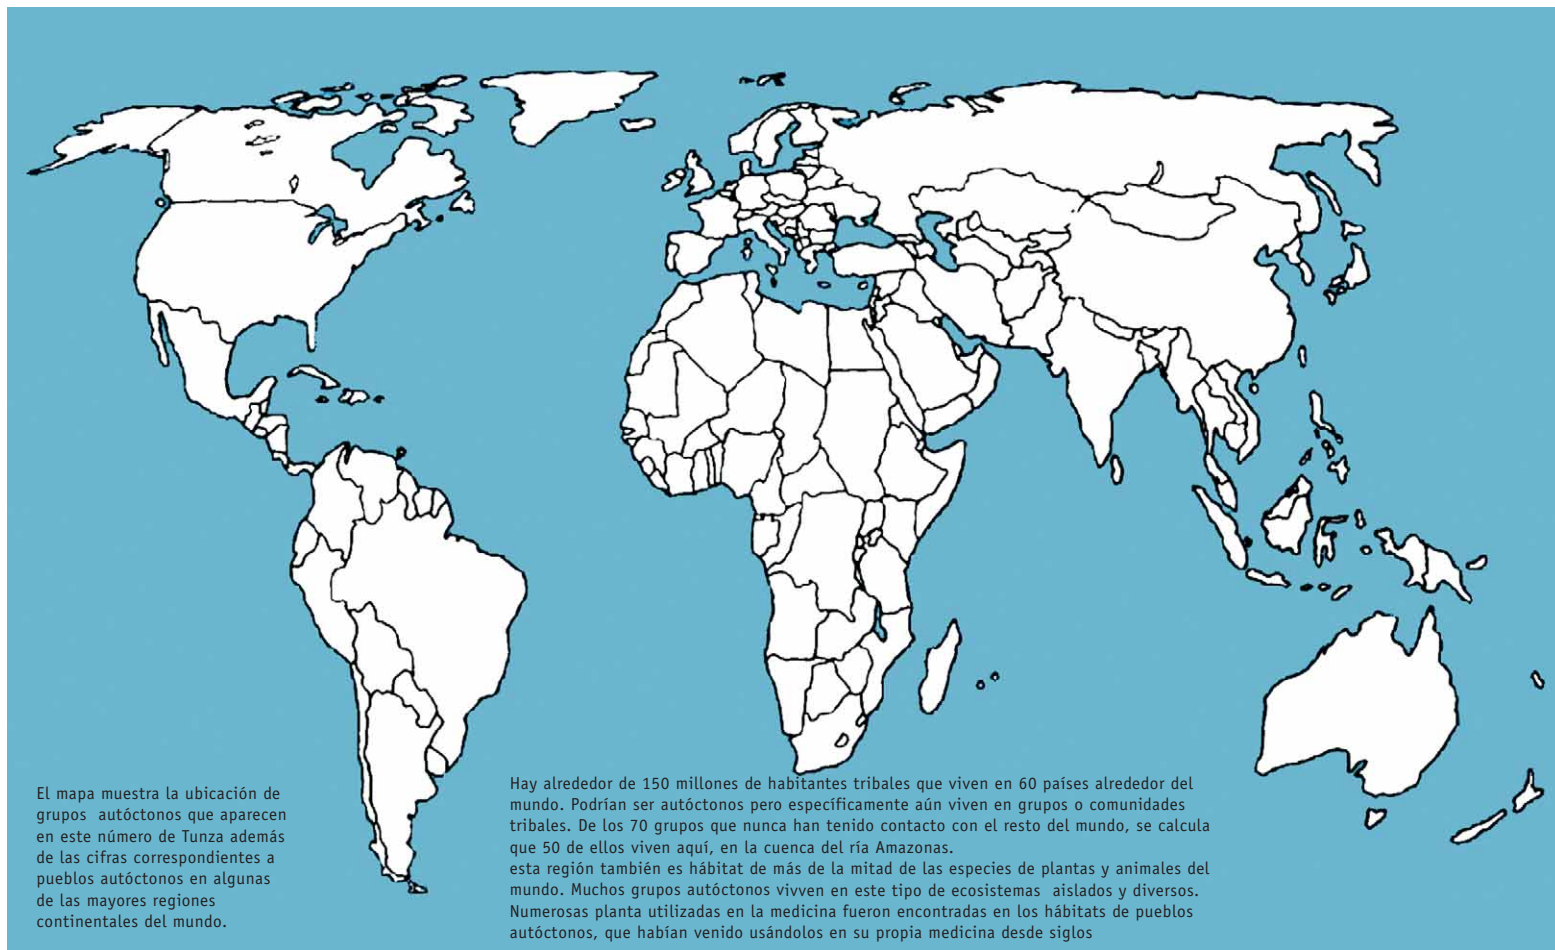 El mapa muestra la ubicación de
grupos autóctonos que aparecen
en este número de Tunza además
de las cifras correspondientes a
pueblos autóctonos en algunas
de las mayores regiones
continentales del mundo.
Hay alrededor de 150 millones de habitantes tribales que viven en 60 países alrededor del
mundo. Podrían ser autóctonos pero específicamente aún viven en grupos o comunidades
tribales. De los 70 grupos que nunca han tenido contacto con el resto del mundo, se calcula
que 50 de ellos viven aquí, en la cuenca del ría Amazonas.
esta región también es hábitat de más de la mitad de las especies de plantas y animales del
mundo. Muchos grupos autóctonos vivven en este tipo de ecosistemas aislados y diversos.
Numerosas planta utilizadas en la medicina fueron encontradas en los hábitats de pueblos
autóctonos, que habían venido usándolos en su propia medicina desde siglos